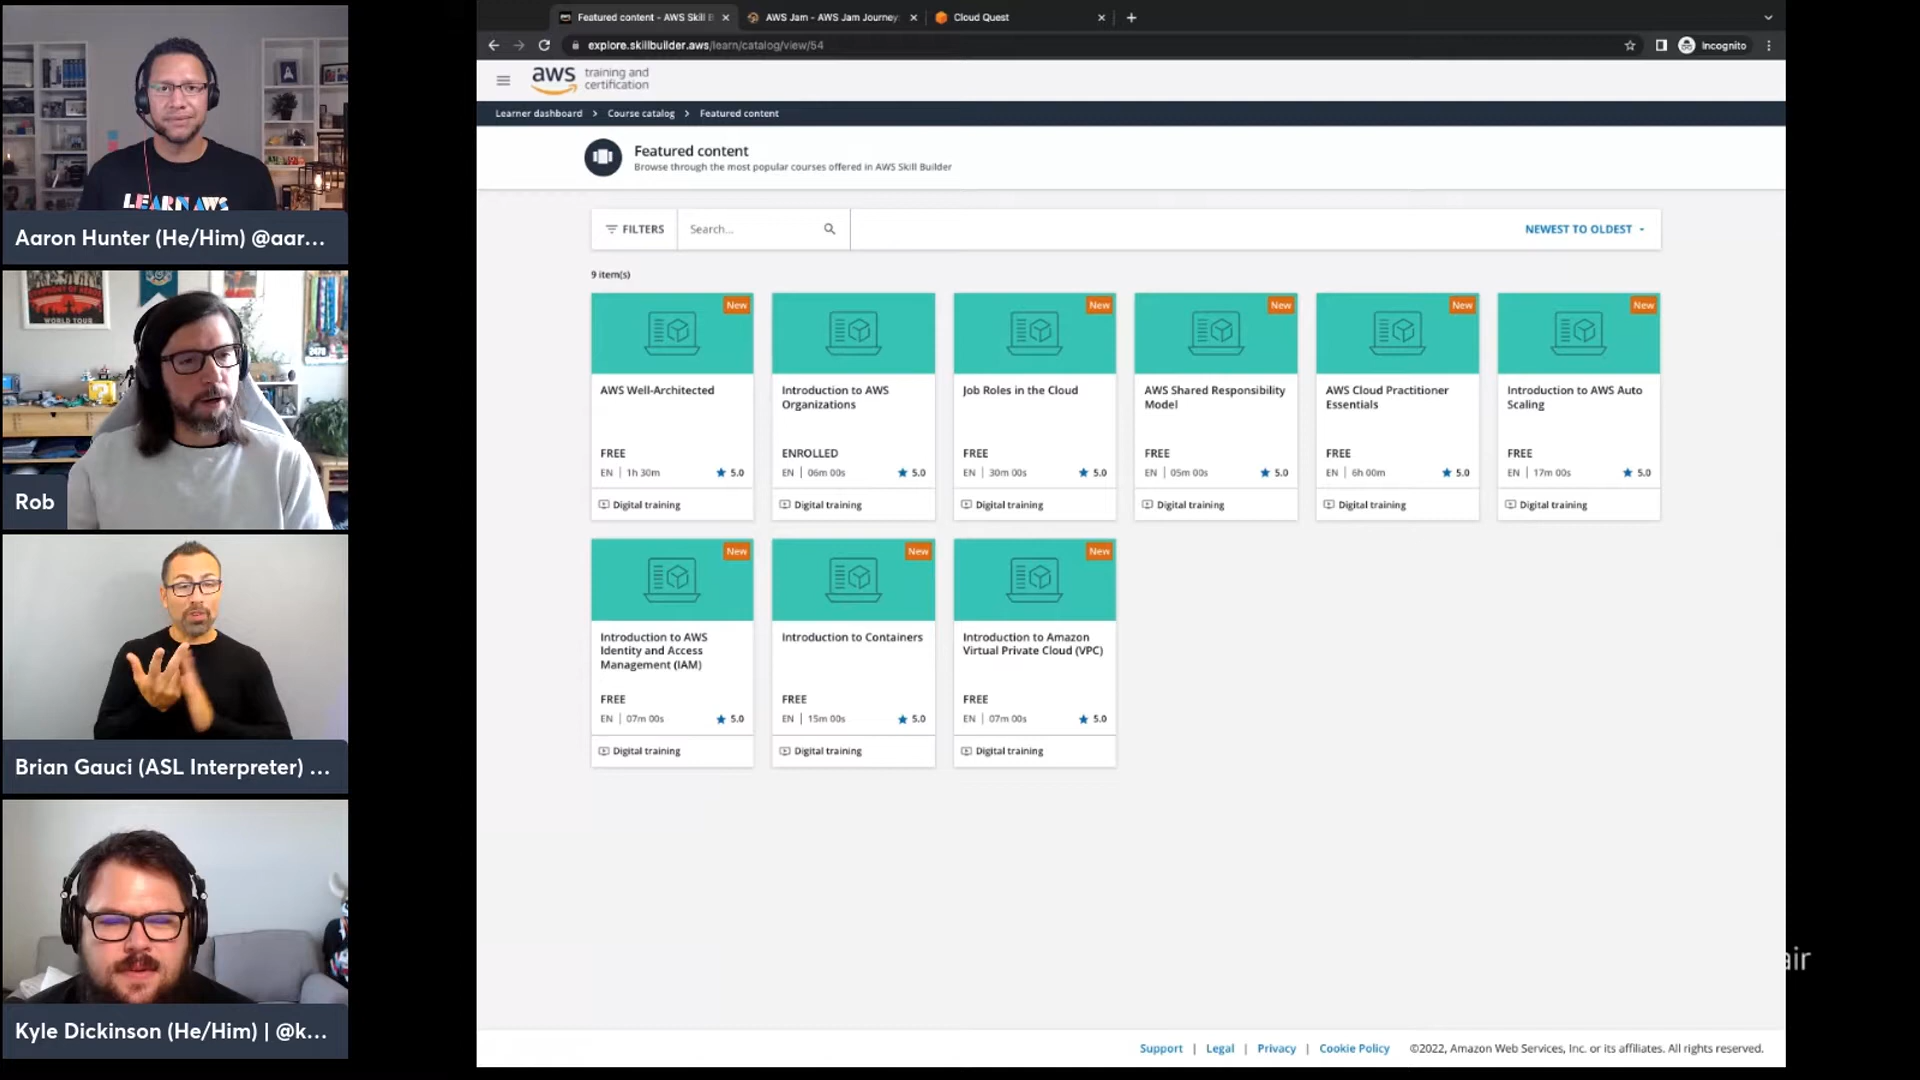 LEARN AWS
Aaron Hunter (He/Him) @aar...
WORLD TOUR
Rob
Brian Gauci (ASL Interpreter) ...
Kyle Dickinson (He/Him) | @k...
Featured content - AWS Skill B
AWS Jam - AWS Jam Journey
Cloud Quest
explore.skillbuilder.aws/learn/catalog/view/54
Incognito
aws training and
certification
Learner dashboard > Course catalog > Featured content
Featured content
Browse through the most popular courses offered in AWS Skill Builder
FILTERS Search... NEWEST TO OLDEST
9 item(s)
New
AWS Well-Architected
FREE
EN | 1h 30m 5.0
Digital training
Introduction to AWS
Organizations
ENROLLED
EN | 06m 00s 5.0
Digital training
New
Job Roles in the Cloud
FREE
EN | 30m 00s 5.0
Digital training
New
AWS Shared Responsibility
Model
FREE
EN | 05m 00s 5.0
Digital training
New
AWS Cloud Practitioner
Essentials
FREE
EN | 6h 00m 5.0
Digital training
New
Introduction to AWS Auto
Scaling
FREE
EN | 17m 00s 5.0
Digital training
New
Introduction to AWS
Identity and Access
Management (IAM)
FREE
EN | 07m 00s 5.0
Digital training
New
Introduction to Containers
FREE
EN | 15m 00s 5.0
Digital training
New
Introduction to Amazon
Virtual Private Cloud (VPC)
FREE
EN | 07m 00s 5.0
Digital training
air
Support | Legal | Privacy | Cookie Policy ©2022, Amazon Web Services, Inc. or its affiliates. All rights reserved.